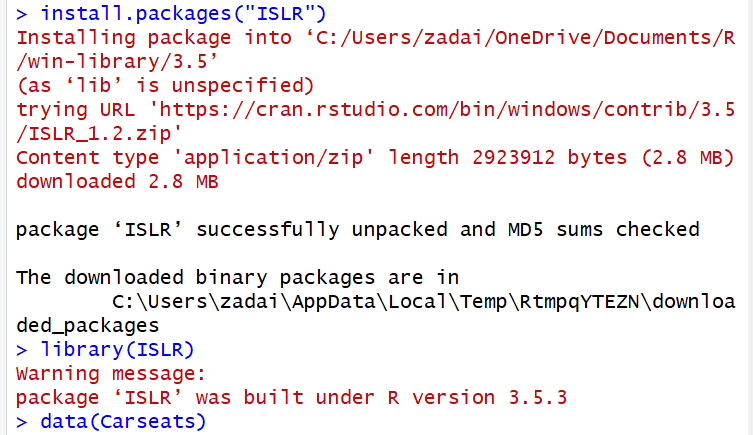 > install.packages("ISLR")
Installing package into ‘C:/Users/zadai/OneDrive/Documents/R
/win-library/3.5’
(as ‘lib’ is unspecified)
trying URL 'https://cran.rstudio.com/bin/windows/contrib/3.5
/ISLR_1.2.zip'
Content type 'application/zip' length 2923912 bytes (2.8 MB)
downloaded 2.8 MB

package ‘ISLR’ successfully unpacked and MD5 sums checked

The downloaded binary packages are in
        C:\Users\zadai\AppData\Local\Temp\RtmpqYTEZN\downloa
ded_packages
> library(ISLR)
Warning message:
package ‘ISLR’ was built under R version 3.5.3
> data(Carseats)